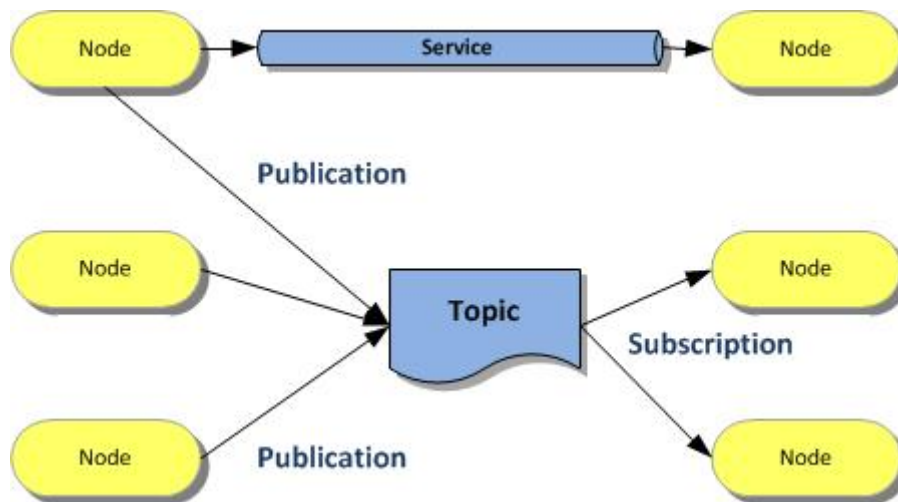 Node
Service
Node
Publication
Node
Node
Topic
Subscription
Node
Publication
Node